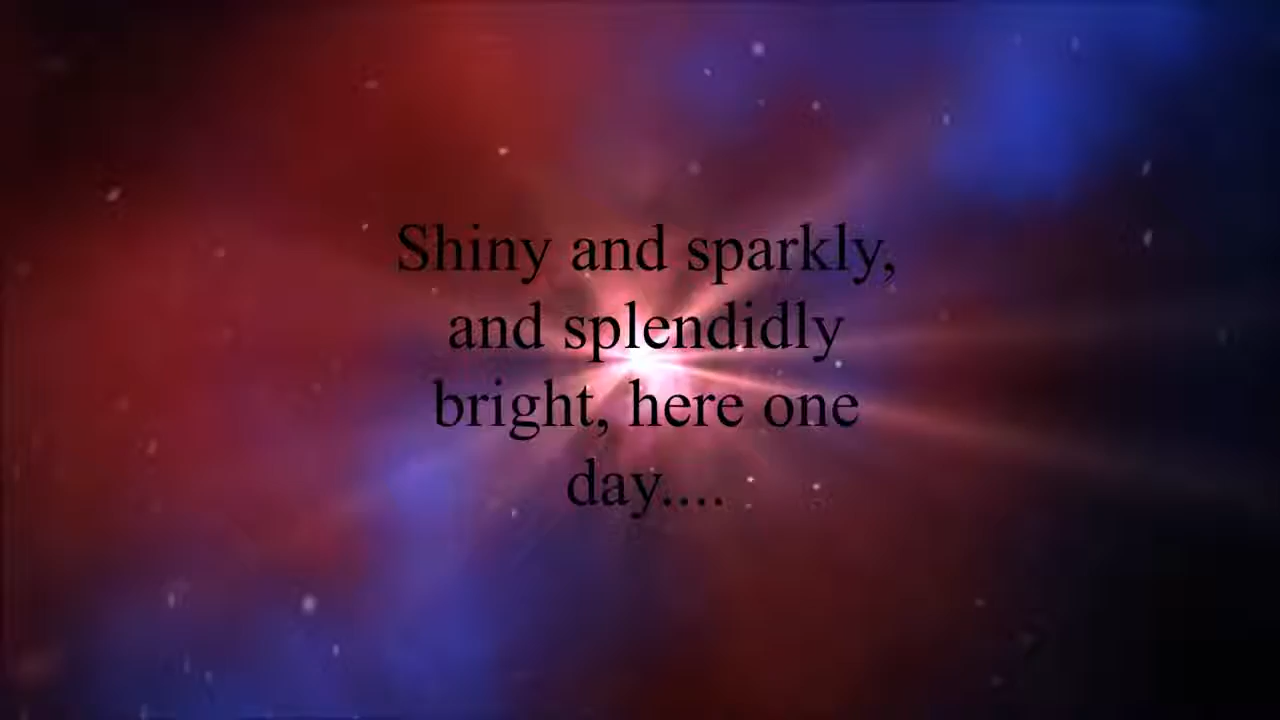 Shiny and sparkly,
and splendidly
bright, here one
day....